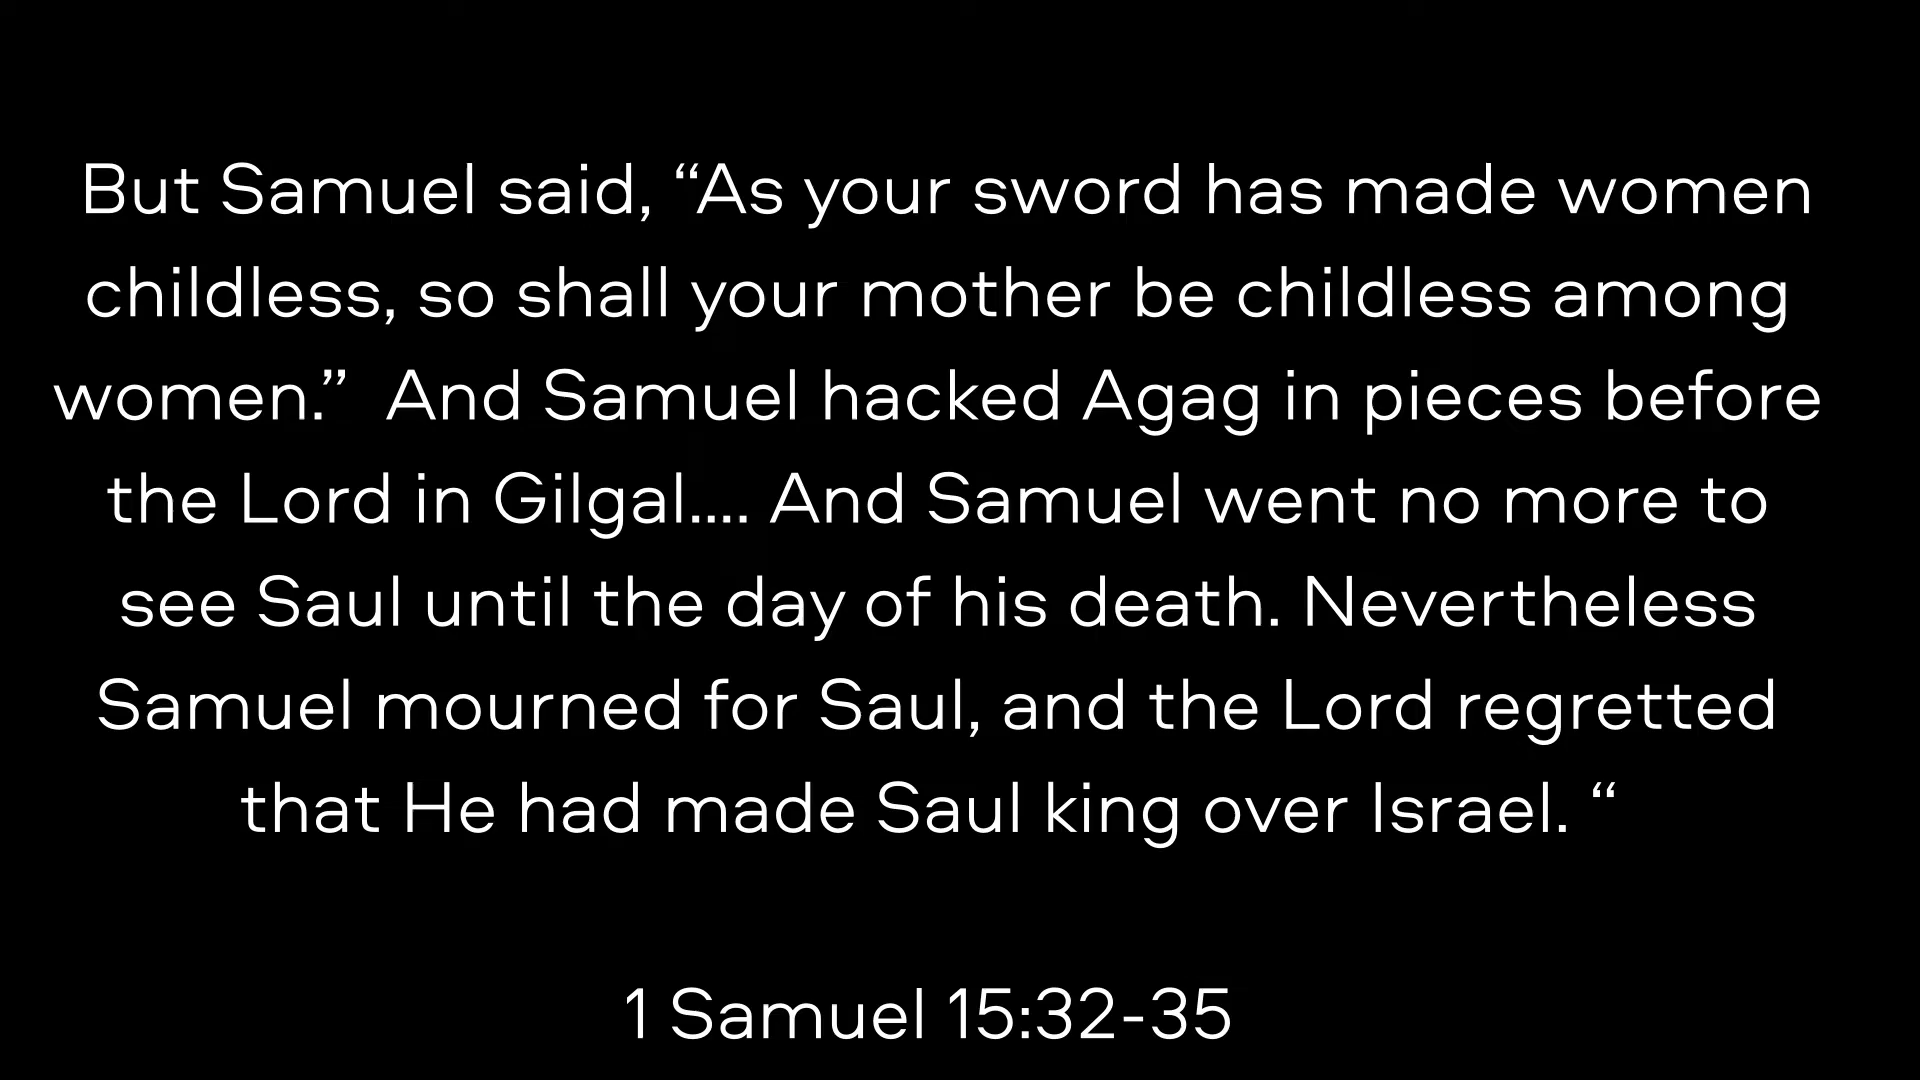 But Samuel said, “As your sword has made women
childless, so shall your mother be childless among
women.”  And Samuel hacked Agag in pieces before
the Lord in Gilgal.... And Samuel went no more to
see Saul until the day of his death. Nevertheless
Samuel mourned for Saul, and the Lord regretted
that He had made Saul king over Israel. “
1 Samuel 15:32-35